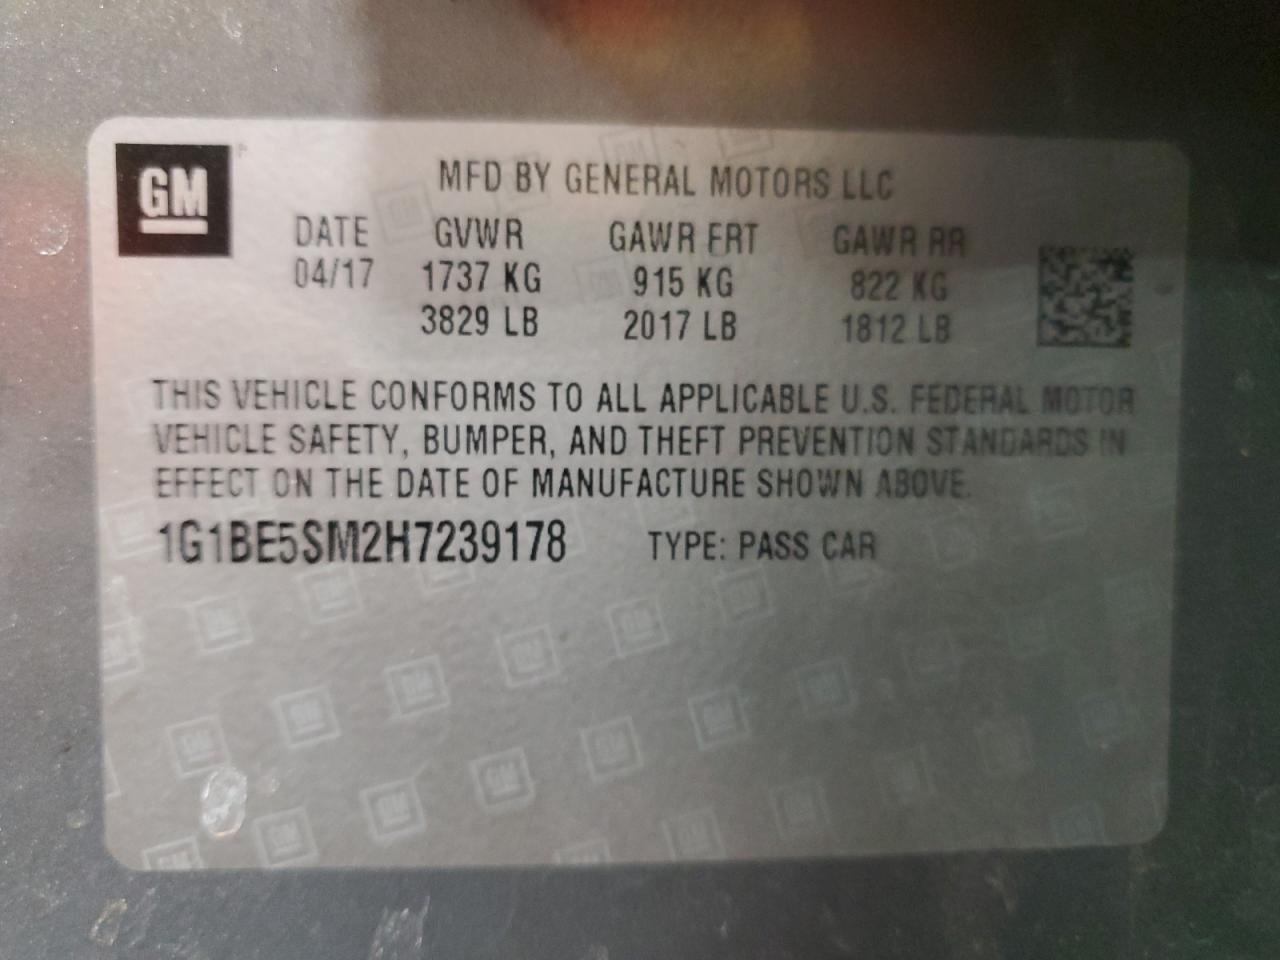 GM
MFD BY GENERAL MOTORS LLC
DATE GVWR GAWR FRT GAWR RR
04/17 1737 KG 915 KG 822 KG
3829 LB 2017 LB 1812 LB
THIS VEHICLE CONFORMS TO ALL APPLICABLE U.S. FEDERAL MOTOR
VEHICLE SAFETY, BUMPER, AND THEFT PREVENTION STANDARDS IN
EFFECT ON THE DATE OF MANUFACTURE SHOWN ABOVE.
1G1BE5SM2H7239178 TYPE: PASS CAR